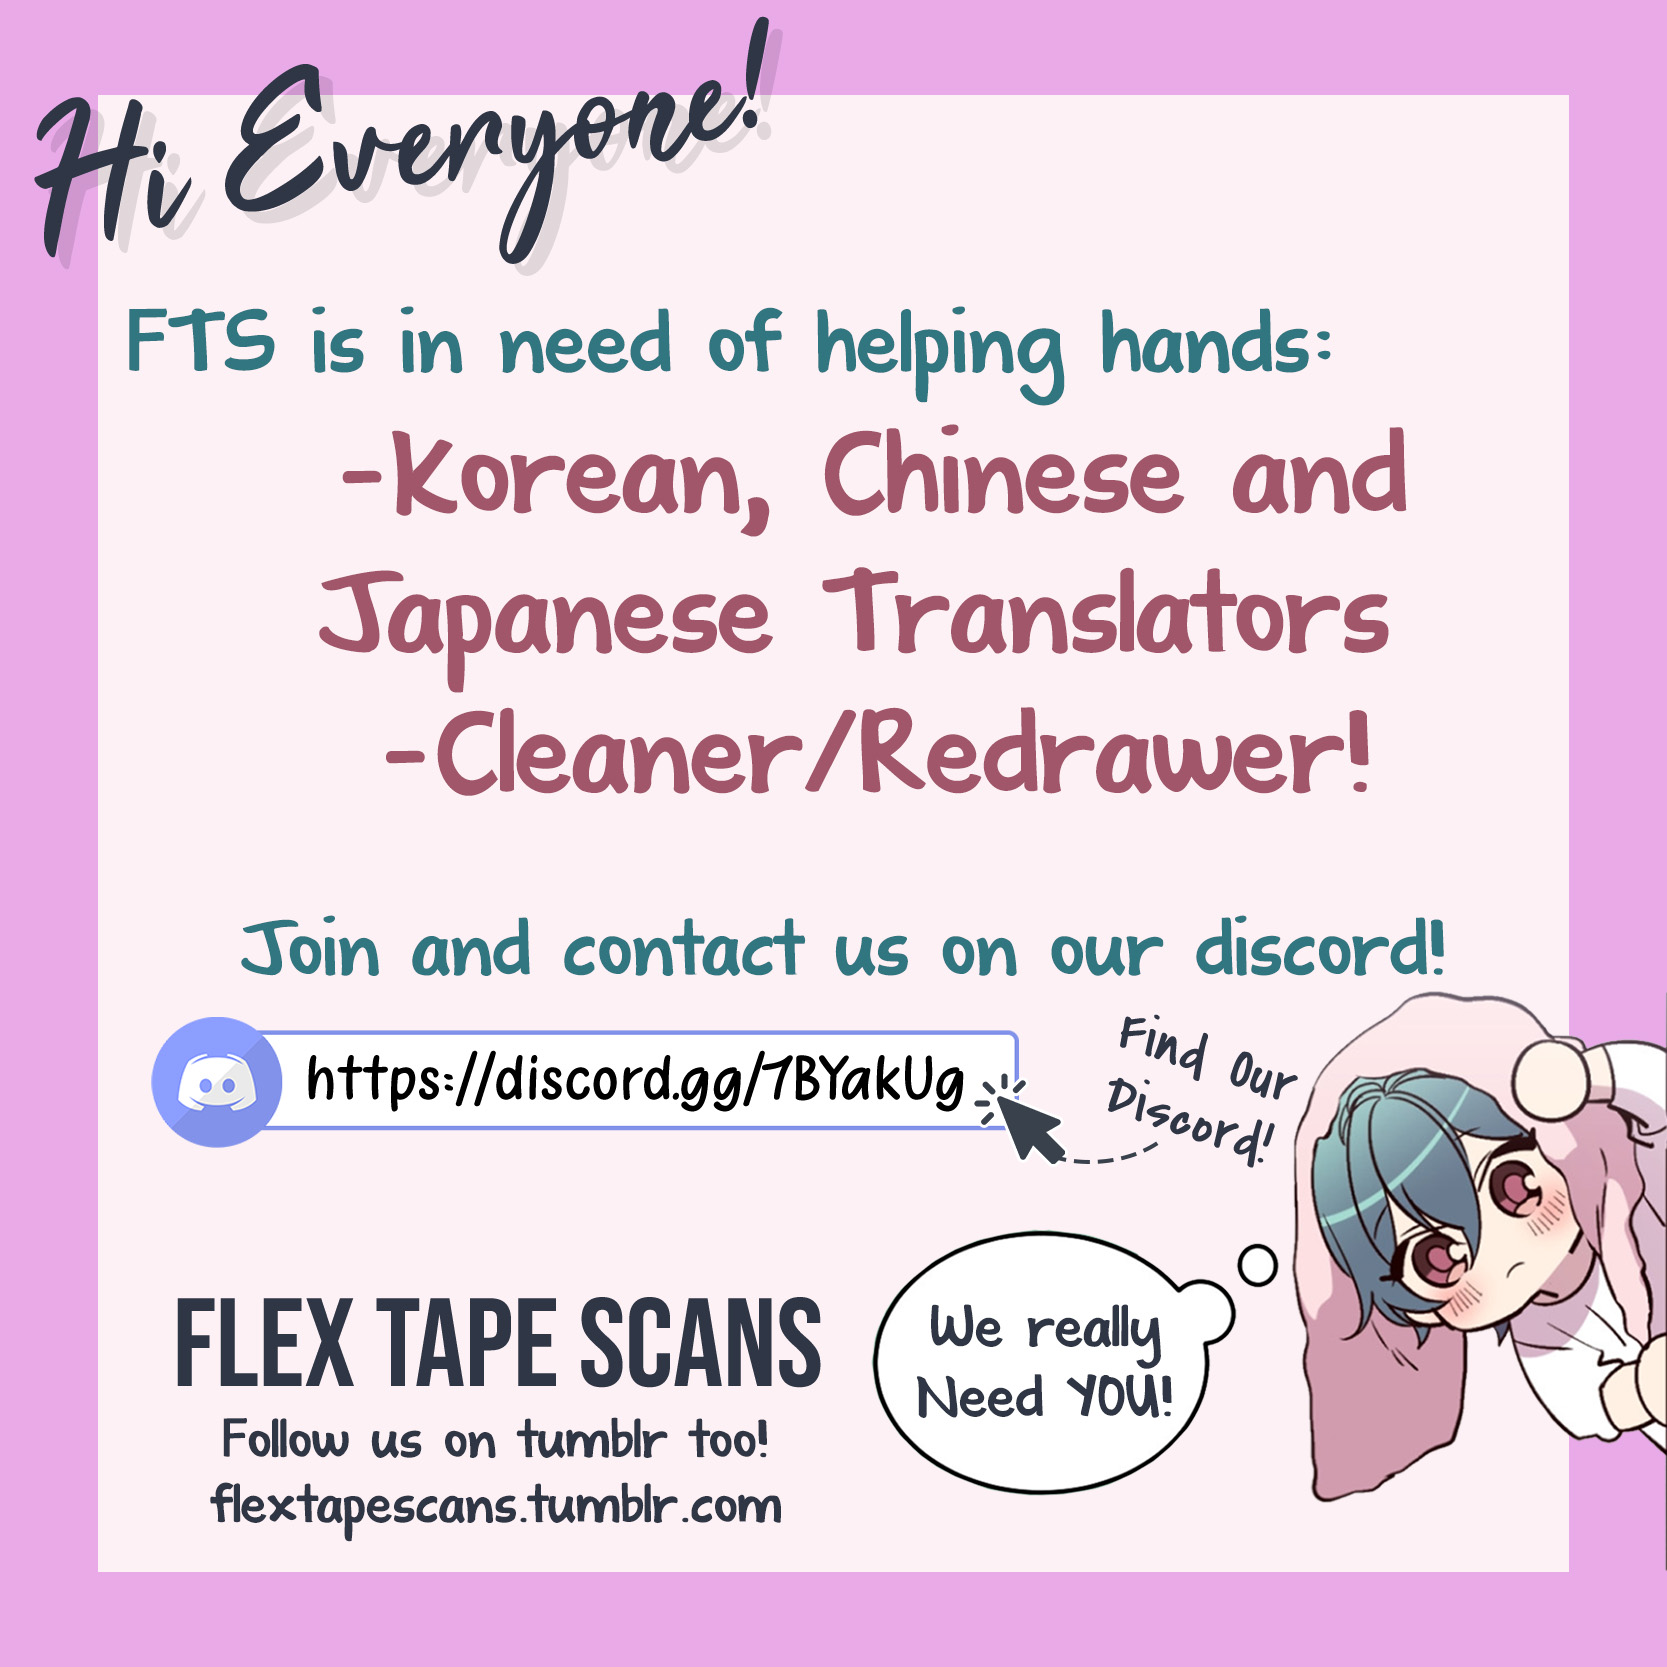 Hi Everyone!
FTS is in need of helping hands:
-Korean, Chinese and
Japanese Translators
-Cleaner/Redrawer!
Join and contact us on our discord!
https://discord.gg/7BYakUg
Find Our
Discord!
We really
Need YOU!
FLEX TAPE SCANS
Follow us on tumblr too!
flextapescans.tumblr.com